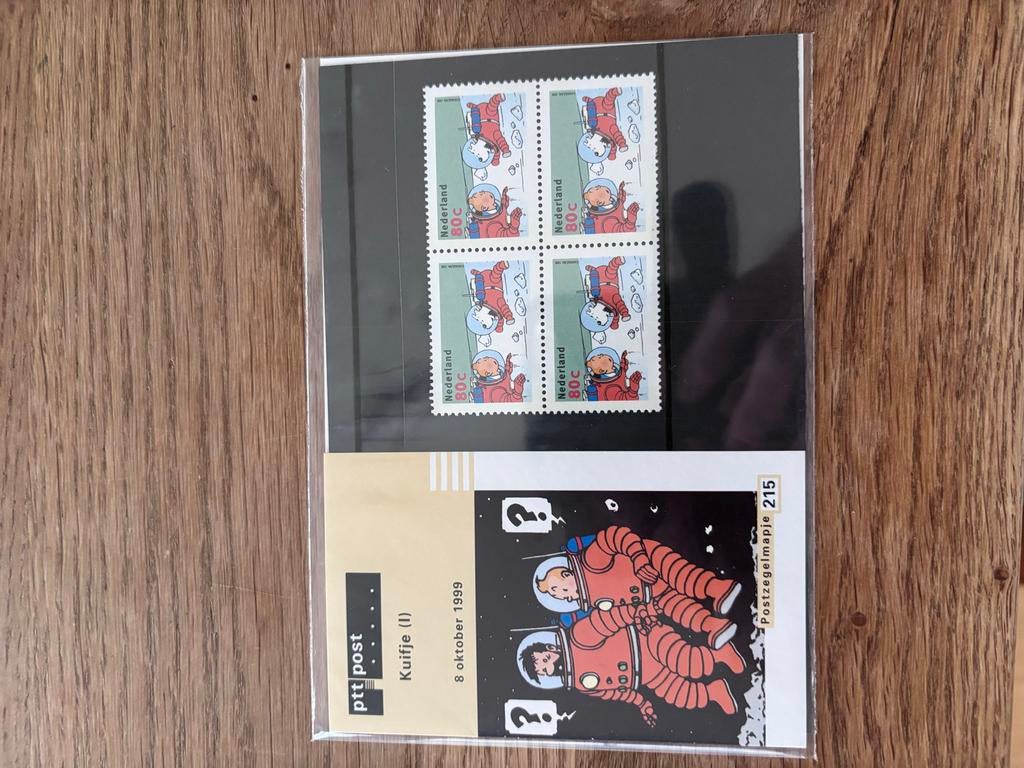 ptt post
Kuifje (I)
8 oktober 1999
?
?
Postzegelmapje 215
Nederland
80c
Nederland
80c
Nederland
80c
Nederland
80c